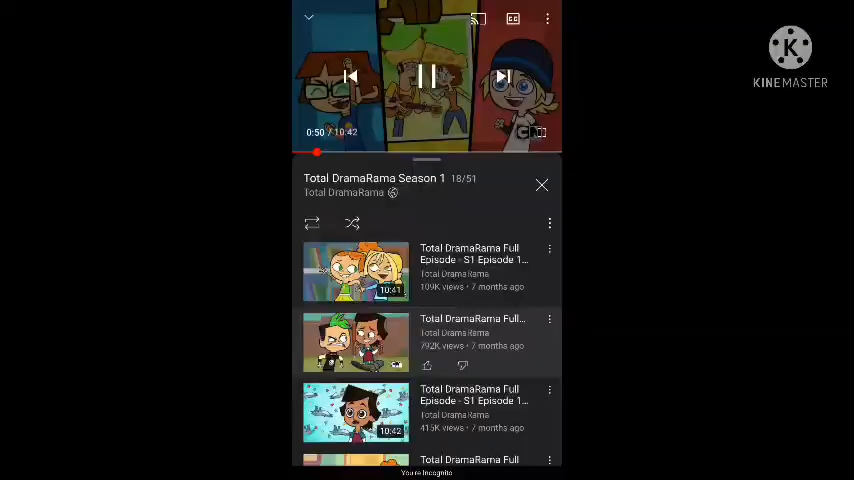 K
KINEMASTER
CC
0:50 / 10:42
Total DramaRama Season 1 18/51
Total DramaRama
10:41
Total DramaRama Full
Episode - S1 Episode 1...
Total DramaRama
109K views • 7 months ago
Total DramaRama Full...
Total DramaRama
792K views • 7 months ago
10:42
Total DramaRama Full
Episode - S1 Episode 1...
Total DramaRama
415K views • 7 months ago
Total DramaRama Full
You're Incognito